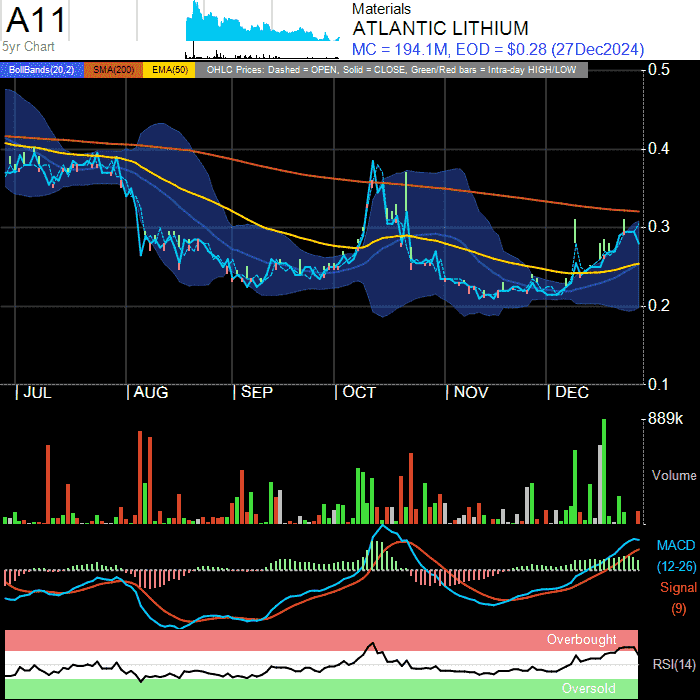 A11
5yr Chart
Materials
ATLANTIC LITHIUM
MC = 194.1M, EOD = $0.28 (27Dec2024)
BollBands(20,2) SMA(200) EMA(50) OHLC Prices: Dashed = OPEN, Solid = CLOSE, Green/Red bars = Intra-day HIGH/LOW
0.5
0.4
0.3
0.2
0.1
| JUL | AUG | SEP | OCT | NOV | DEC
889k
Volume
MACD
(12-26)
Signal
(9)
Overbought
RSI(14)
Oversold